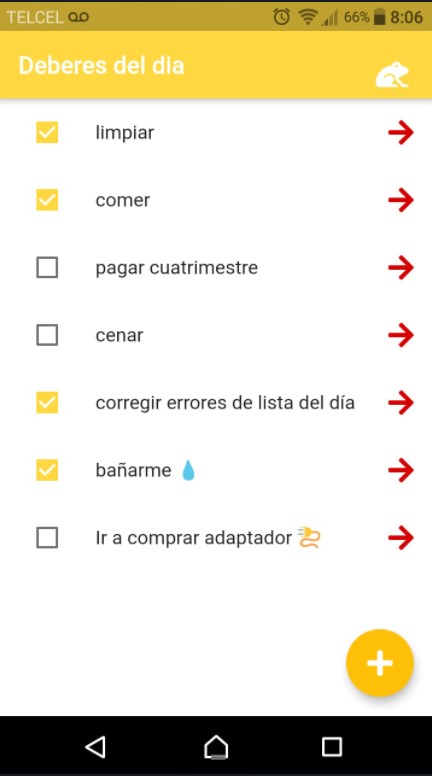 TELCEL 66% 8:06
Deberes del dia
limpiar
comer
pagar cuatrimestre
cenar
corregir errores de lista del día
bañarme 💧
Ir a comprar adaptador